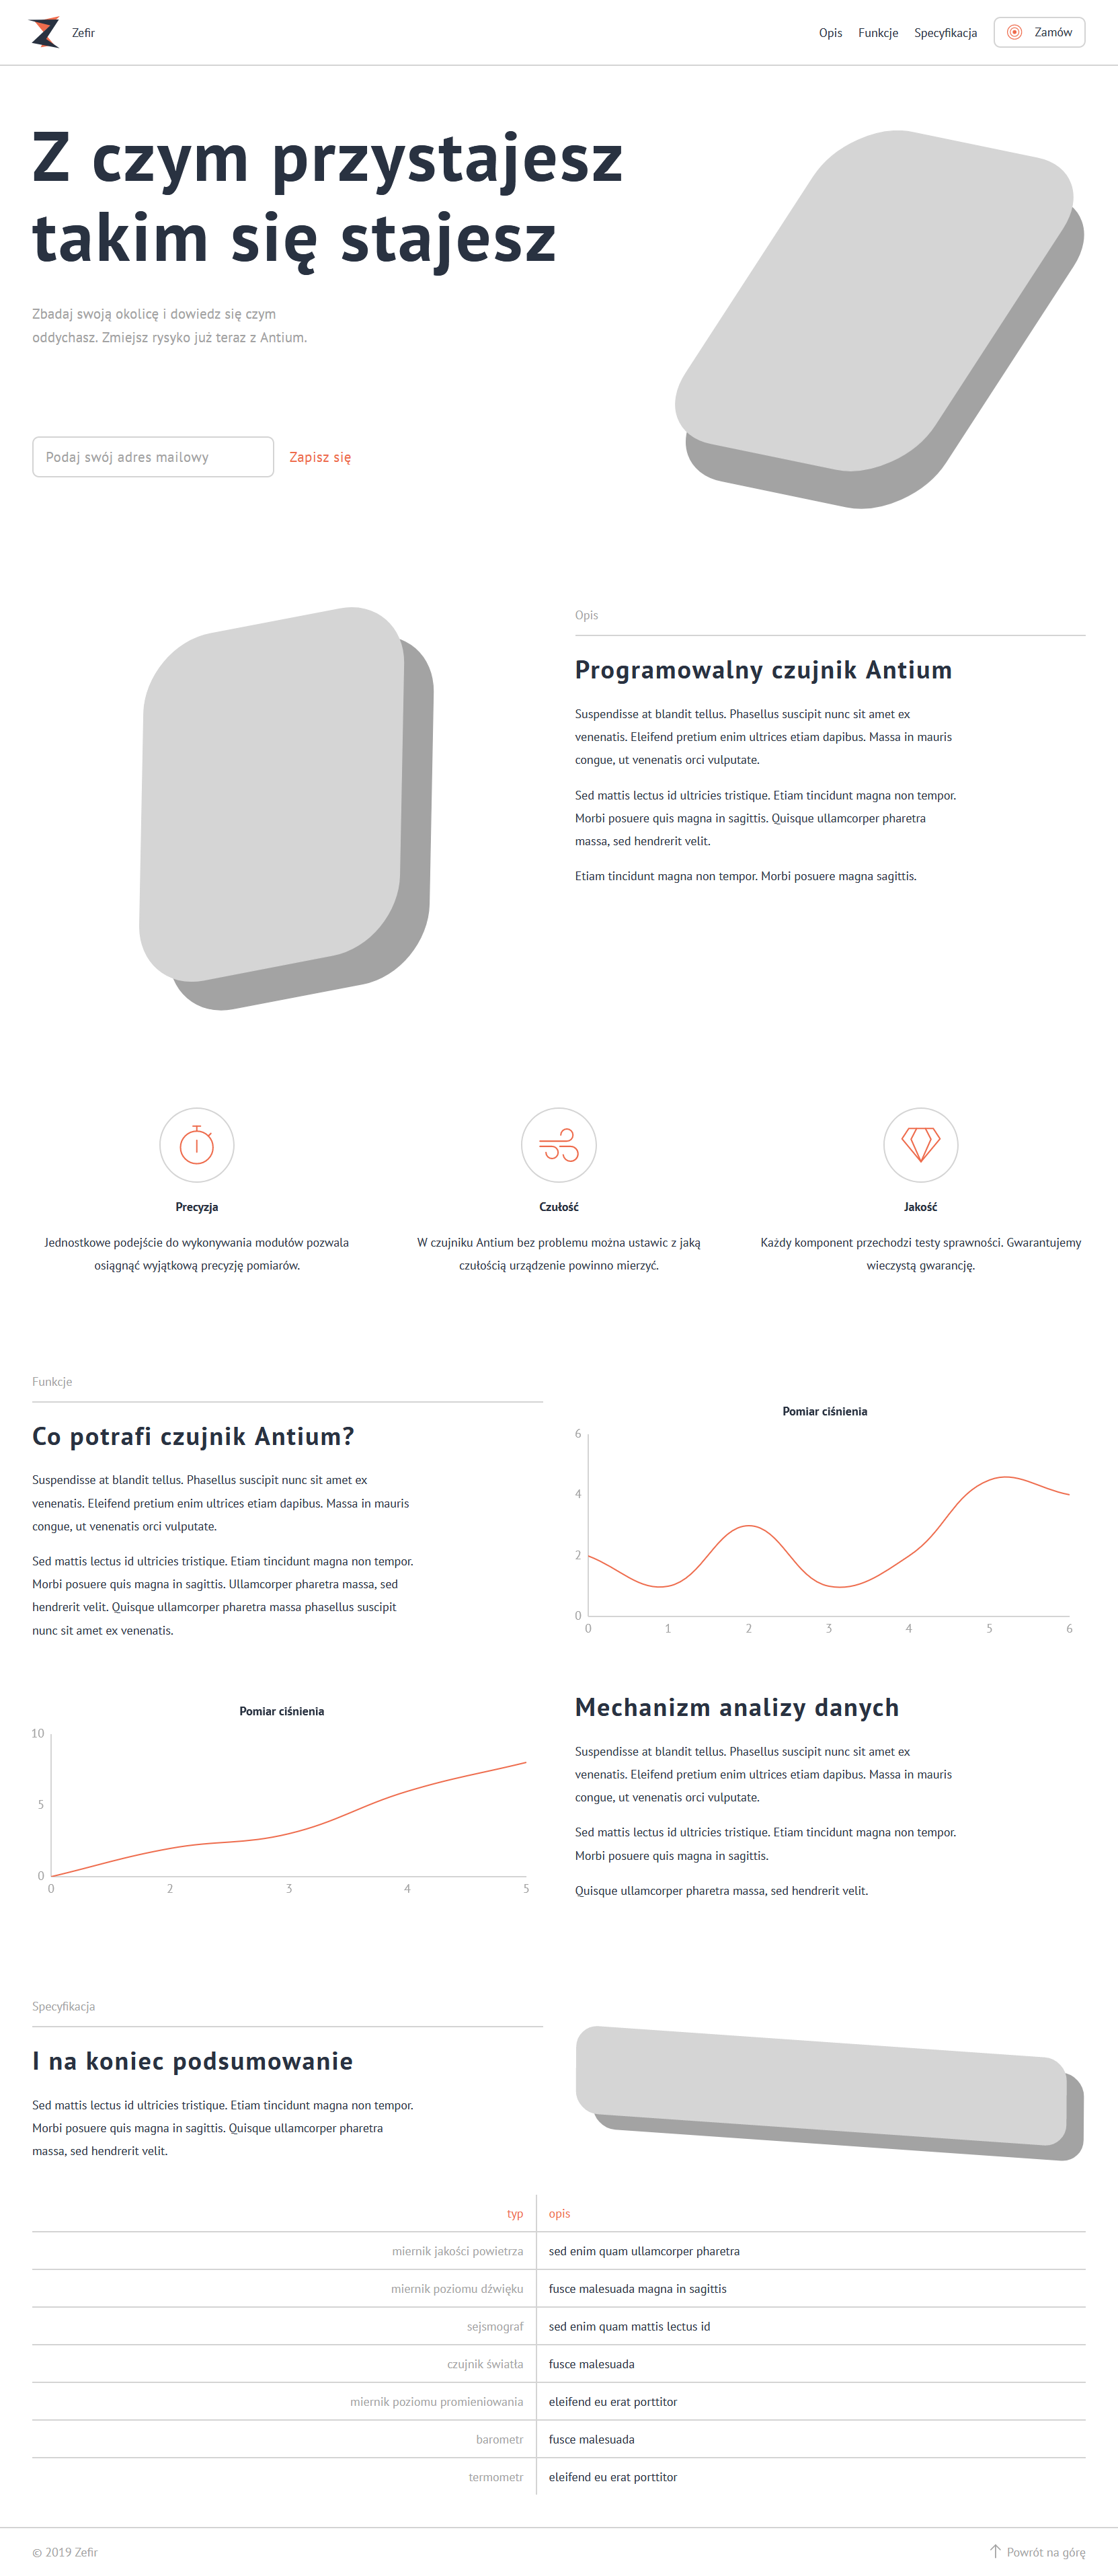 Zefir
Opis
Funkcje
Specyfikacja
Zamów
Z czym przystajesz
takim się stajesz
Zbadaj swoją okolicę i dowiedz się czym
oddychasz. Zmiejsz rysyko już teraz z Antium.
Podaj swój adres mailowy
Zapisz się
Opis
Programowalny czujnik Antium
Suspendisse at blandit tellus. Phasellus suscipit nunc sit amet ex
venenatis. Eleifend pretium enim ultrices etiam dapibus. Massa in mauris
congue, ut venenatis orci vulputate.
Sed mattis lectus id ultricies tristique. Etiam tincidunt magna non tempor.
Morbi posuere quis magna in sagittis. Quisque ullamcorper pharetra
massa, sed hendrerit velit.
Etiam tincidunt magna non tempor. Morbi posuere magna sagittis.
Precyzja
Jednostkowe podejście do wykonywania modułów pozwala
osiągnąć wyjątkową precyzję pomiarów.
Czułość
W czujniku Antium bez problemu można ustawic z jaką
czułością urządzenie powinno mierzyć.
Jakość
Każdy komponent przechodzi testy sprawności. Gwarantujemy
wieczystą gwarancję.
Funkcje
Co potrafi czujnik Antium?
Suspendisse at blandit tellus. Phasellus suscipit nunc sit amet ex
venenatis. Eleifend pretium enim ultrices etiam dapibus. Massa in mauris
congue, ut venenatis orci vulputate.
Sed mattis lectus id ultricies tristique. Etiam tincidunt magna non tempor.
Morbi posuere quis magna in sagittis. Ullamcorper pharetra massa, sed
hendrerit velit. Quisque ullamcorper pharetra massa phasellus suscipit
nunc sit amet ex venenatis.
Pomiar ciśnienia
6
4
2
0
0 1 2 3 4 5 6
Pomiar ciśnienia
10
5
0
0 2 3 4 5
Mechanizm analizy danych
Suspendisse at blandit tellus. Phasellus suscipit nunc sit amet ex
venenatis. Eleifend pretium enim ultrices etiam dapibus. Massa in mauris
congue, ut venenatis orci vulputate.
Sed mattis lectus id ultricies tristique. Etiam tincidunt magna non tempor.
Morbi posuere quis magna in sagittis.
Quisque ullamcorper pharetra massa, sed hendrerit velit.
Specyfikacja
I na koniec podsumowanie
Sed mattis lectus id ultricies tristique. Etiam tincidunt magna non tempor.
Morbi posuere quis magna in sagittis. Quisque ullamcorper pharetra
massa, sed hendrerit velit.
typ opis
miernik jakości powietrza sed enim quam ullamcorper pharetra
miernik poziomu dźwięku fusce malesuada magna in sagittis
sejsmograf sed enim quam mattis lectus id
czujnik światła fusce malesuada
miernik poziomu promieniowania eleifend eu erat porttitor
barometr fusce malesuada
termometr eleifend eu erat porttitor
© 2019 Zefir
Powrót na górę